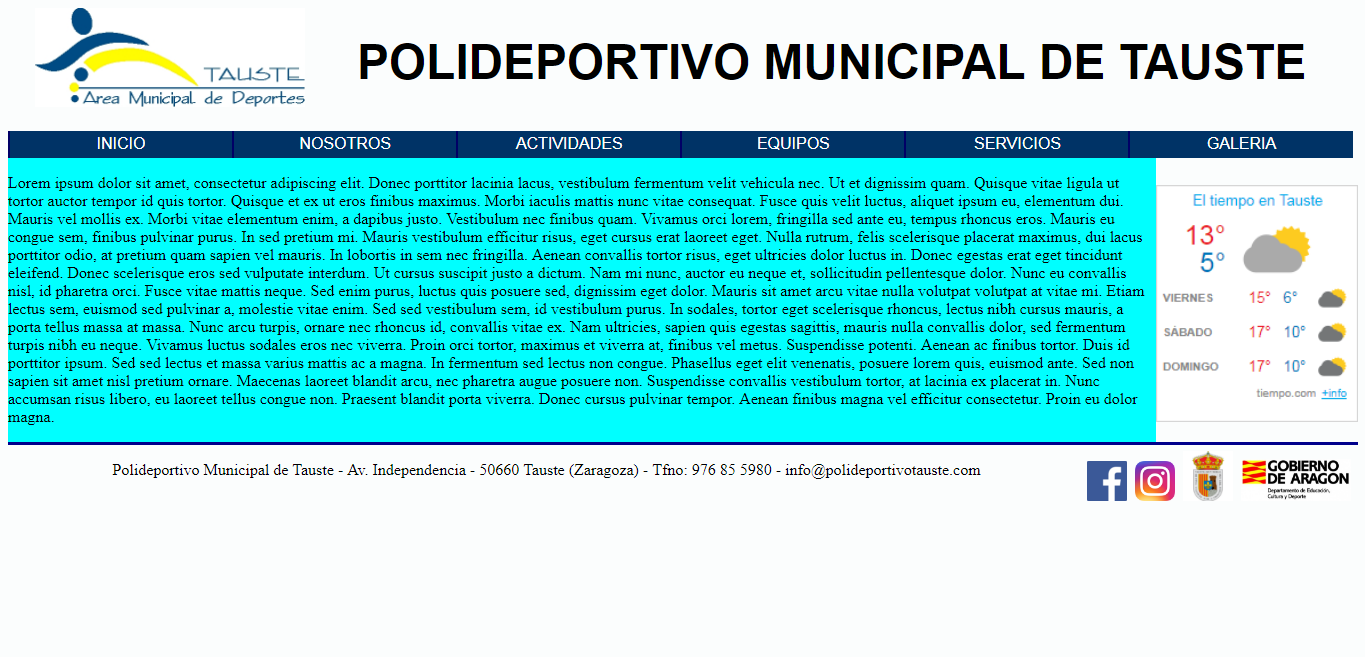 TAUSTE
Area Municipal de Deportes
POLIDEPORTIVO MUNICIPAL DE TAUSTE
INICIO NOSOTROS ACTIVIDADES EQUIPOS SERVICIOS GALERIA
Lorem ipsum dolor sit amet, consectetur adipiscing elit. Donec porttitor lacinia lacus, vestibulum fermentum velit vehicula nec. Ut et dignissim quam. Quisque vitae ligula ut
tortor auctor tempor id quis tortor. Quisque et ex ut eros finibus maximus. Morbi iaculis mattis nunc vitae consequat. Fusce quis velit luctus, aliquet ipsum eu, elementum dui.
Mauris vel mollis ex. Morbi vitae elementum enim, a dapibus justo. Vestibulum nec finibus quam. Vivamus orci lorem, fringilla sed ante eu, tempus rhoncus eros. Mauris eu
congue sem, finibus pulvinar purus. In sed pretium mi. Mauris vestibulum efficitur risus, eget cursus erat laoreet eget. Nulla rutrum, felis scelerisque placerat maximus, dui lacus
porttitor odio, at pretium quam sapien vel mauris. In lobortis in sem nec fringilla. Aenean convallis tortor risus, eget ultricies dolor luctus in. Donec egestas erat eget tincidunt
eleifend. Donec scelerisque eros sed vulputate interdum. Ut cursus suscipit justo a dictum. Nam mi nunc, auctor eu neque et, sollicitudin pellentesque dolor. Nunc eu convallis
nisl, id pharetra orci. Fusce vitae mattis neque. Sed enim purus, luctus quis posuere sed, dignissim eget dolor. Mauris sit amet arcu vitae nulla volutpat volutpat at vitae mi. Etiam
lectus sem, euismod sed pulvinar a, molestie vitae enim. Sed sed vestibulum sem, id vestibulum purus. In sodales, tortor eget scelerisque rhoncus, lectus nibh cursus mauris, a
porta tellus massa at massa. Nunc arcu turpis, ornare nec rhoncus id, convallis vitae ex. Nam ultricies, sapien quis egestas sagittis, mauris nulla convallis dolor, sed fermentum
turpis nibh eu neque. Vivamus luctus sodales eros nec viverra. Proin orci tortor, maximus et viverra at, finibus vel metus. Suspendisse potenti. Aenean ac finibus tortor. Duis id
porttitor ipsum. Sed sed lectus et massa varius mattis ac a magna. In fermentum sed lectus non congue. Phasellus eget elit venenatis, posuere lorem quis, euismod ante. Sed non
sapien sit amet nisl pretium ornare. Maecenas laoreet blandit arcu, nec pharetra augue posuere non. Suspendisse convallis vestibulum tortor, at lacinia ex placerat in. Nunc
accumsan risus libero, eu laoreet tellus congue non. Praesent blandit porta viverra. Donec cursus pulvinar tempor. Aenean finibus magna vel efficitur consectetur. Proin eu dolor
magna.
El tiempo en Tauste
13°
5°
VIERNES 15° 6°
SÁBADO 17° 10°
DOMINGO 17° 10°
tiempo.com +info
Polideportivo Municipal de Tauste - Av. Independencia - 50660 Tauste (Zaragoza) - Tfno: 976 85 5980 - info@polideportivotauste.com
GOBIERNO
DE ARAGON
Departamento de Educación,
Cultura y Deporte